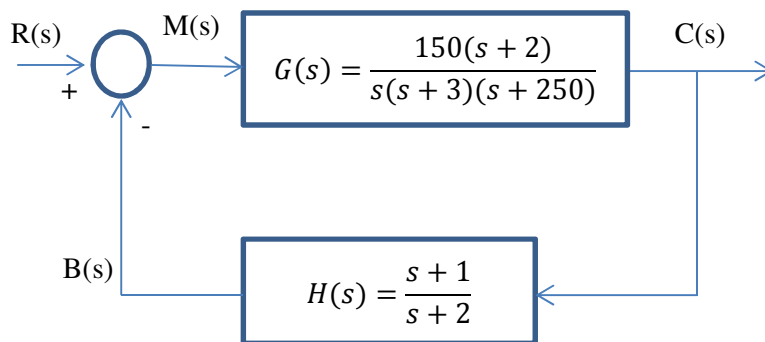 R(s)
M(s)
G(s) = 150(s + 2) / s(s + 3)(s + 250)
C(s)
+
-
B(s)
H(s) = s + 1 / s + 2